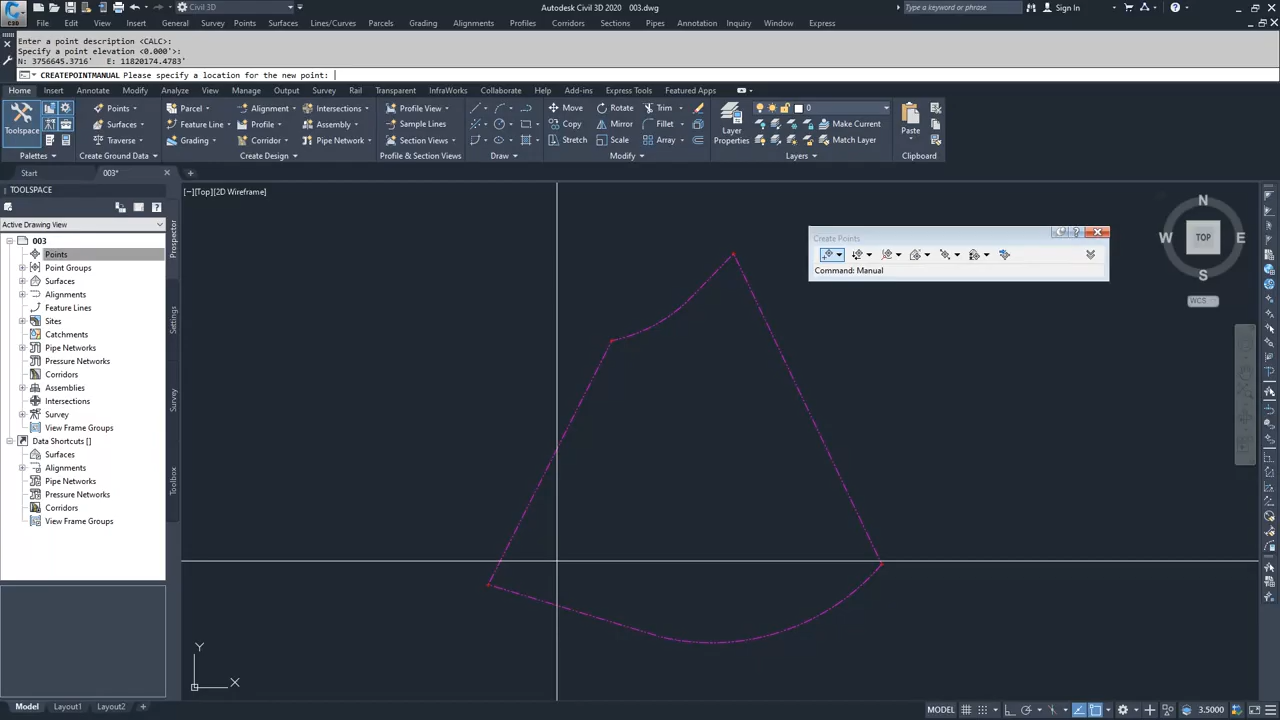 C3D
Civil 3D
Autodesk Civil 3D 2020 003.dwg
Type a keyword or phrase
Sign In
File Edit View Insert General Survey Points Surfaces Lines/Curves Parcels Grading Alignments Profiles Corridors Sections Pipes Annotation Inquiry Window Express
Enter a point description <CALC>:
Specify a point elevation <0.000'>:
N: 3756645.3716' E: 11820174.4783'
CREATEPOINTMANUAL Please specify a location for the new point:
Home Insert Annotate Modify Analyze View Manage Output Survey Rail Transparent InfraWorks Collaborate Help Add-ins Express Tools Featured Apps
Points Parcel Alignment Intersections Profile View Move Rotate Trim 0
Toolspace Surfaces Feature Line Profile Assembly Sample Lines Copy Mirror Fillet Layer Properties Make Current Paste
Traverse Grading Corridor Pipe Network Section Views Stretch Scale Array Match Layer
Palettes Create Ground Data Create Design Profile & Section Views Draw Modify Layers Clipboard
Start 003*
TOOLSPACE
[−][Top][2D Wireframe]
Active Drawing View
003
Points
Point Groups
Surfaces
Alignments
Feature Lines
Sites
Catchments
Pipe Networks
Pressure Networks
Corridors
Assemblies
Intersections
Survey
View Frame Groups
Data Shortcuts []
Surfaces
Alignments
Pipe Networks
Pressure Networks
Corridors
View Frame Groups
Prospector
Settings
Survey
Toolbox
Create Points
Command: Manual
N
W TOP E
S
WCS
Y
X
Model Layout1 Layout2
MODEL
3.5000